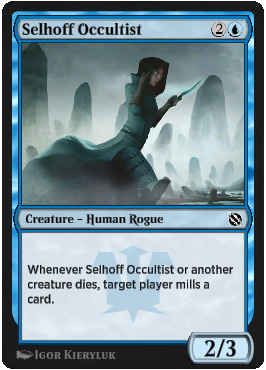 Selhoff Occultist 2
Creature – Human Rogue
Whenever Selhoff Occultist or another
creature dies, target player mills a
card.
Igor Kieryluk
2/3